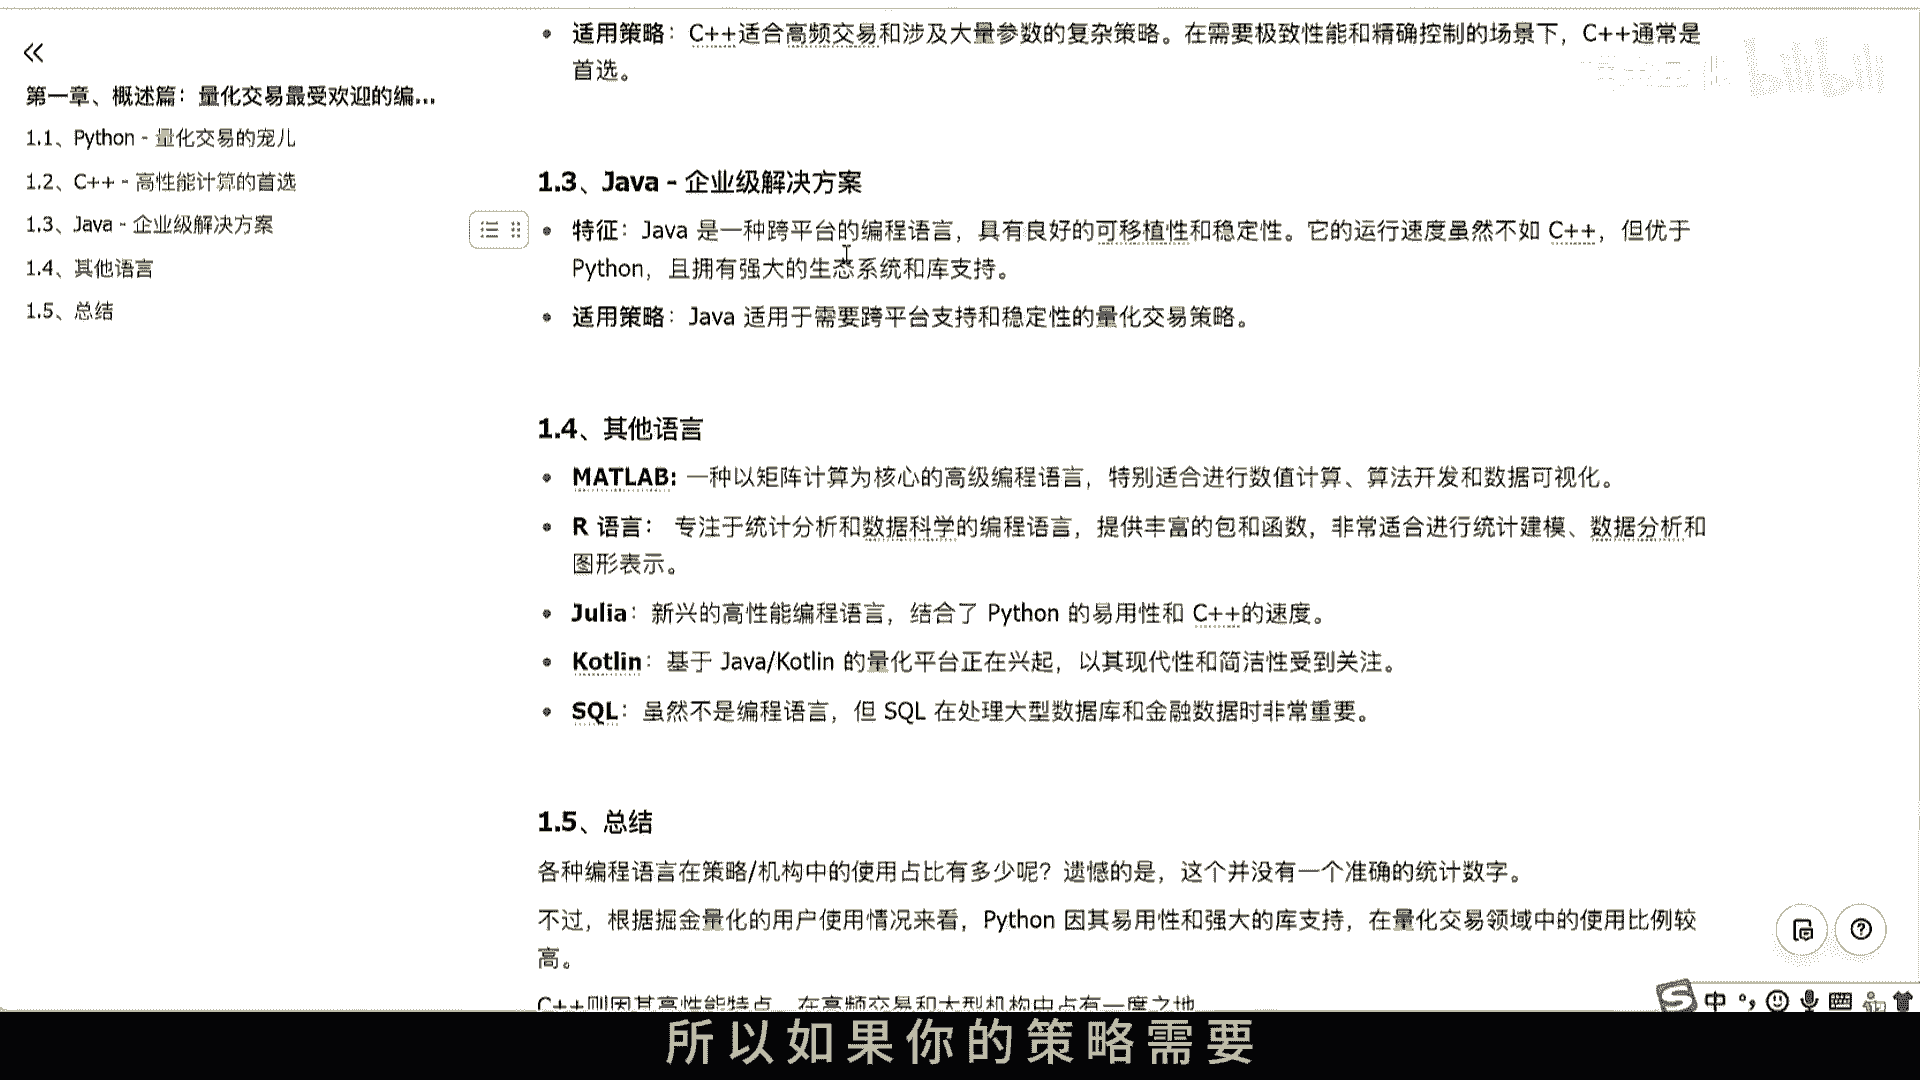 适用策略：C++适合高频交易和涉及大量参数的复杂策略。在需要极致性能和精确控制的场景下，C++通常是
首选。
bilibili
第一章、概述篇：量化交易最受欢迎的编...
1.1、Python - 量化交易的宠儿
1.2、C++ - 高性能计算的首选
1.3、Java - 企业级解决方案
1.4、其他语言
1.5、总结
1.3、Java - 企业级解决方案
特征：Java 是一种跨平台的编程语言，具有良好的可移植性和稳定性。它的运行速度虽然不如 C++，但优于
Python，且拥有强大的生态系统和库支持。
适用策略：Java 适用于需要跨平台支持和稳定性的量化交易策略。
1.4、其他语言
MATLAB: 一种以矩阵计算为核心的高级编程语言，特别适合进行数值计算、算法开发和数据可视化。
R 语言： 专注于统计分析和数据科学的编程语言，提供丰富的包和函数，非常适合进行统计建模、数据分析和
图形表示。
Julia：新兴的高性能编程语言，结合了 Python 的易用性和 C++的速度。
Kotlin：基于 Java/Kotlin 的量化平台正在兴起，以其现代性和简洁性受到关注。
SQL：虽然不是编程语言，但 SQL 在处理大型数据库和金融数据时非常重要。
1.5、总结
各种编程语言在策略/机构中的使用占比有多少呢？遗憾的是，这个并没有一个准确的统计数字。
不过，根据掘金量化的用户使用情况来看，Python 因其易用性和强大的库支持，在量化交易领域中的使用比例较
高。
C++则因其高性能特点，在高频交易和大型机构中占有一席之地
中
所以如果你的策略需要